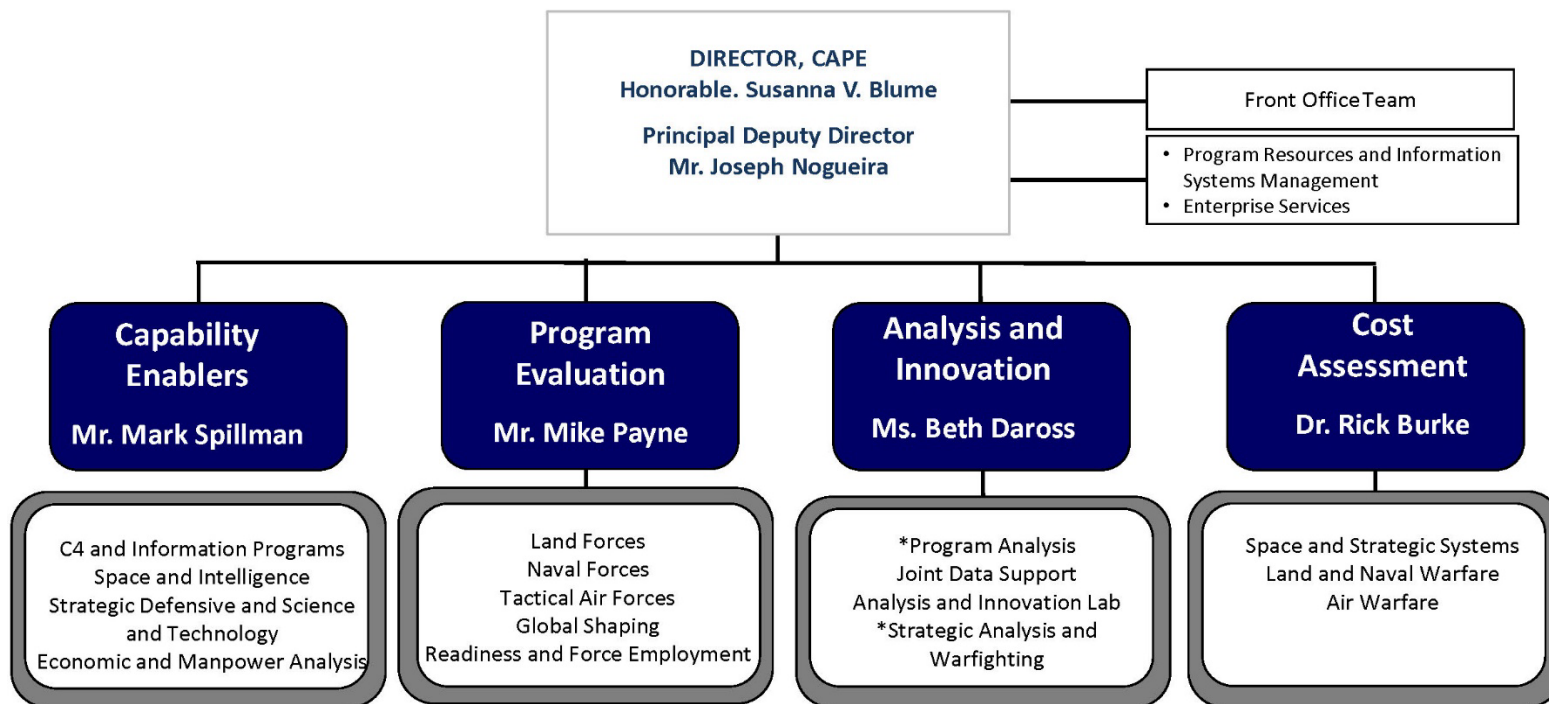 DIRECTOR, CAPE
Honorable. Susanna V. Blume
Principal Deputy Director
Mr. Joseph Nogueira
Front Office Team
• Program Resources and Information
Systems Management
• Enterprise Services
Capability
Enablers
Mr. Mark Spillman
Program
Evaluation
Mr. Mike Payne
Analysis and
Innovation
Ms. Beth Daross
Cost
Assessment
Dr. Rick Burke
C4 and Information Programs
Space and Intelligence
Strategic Defensive and Science
and Technology
Economic and Manpower Analysis
Land Forces
Naval Forces
Tactical Air Forces
Global Shaping
Readiness and Force Employment
*Program Analysis
Joint Data Support
Analysis and Innovation Lab
*Strategic Analysis and
Warfighting
Space and Strategic Systems
Land and Naval Warfare
Air Warfare